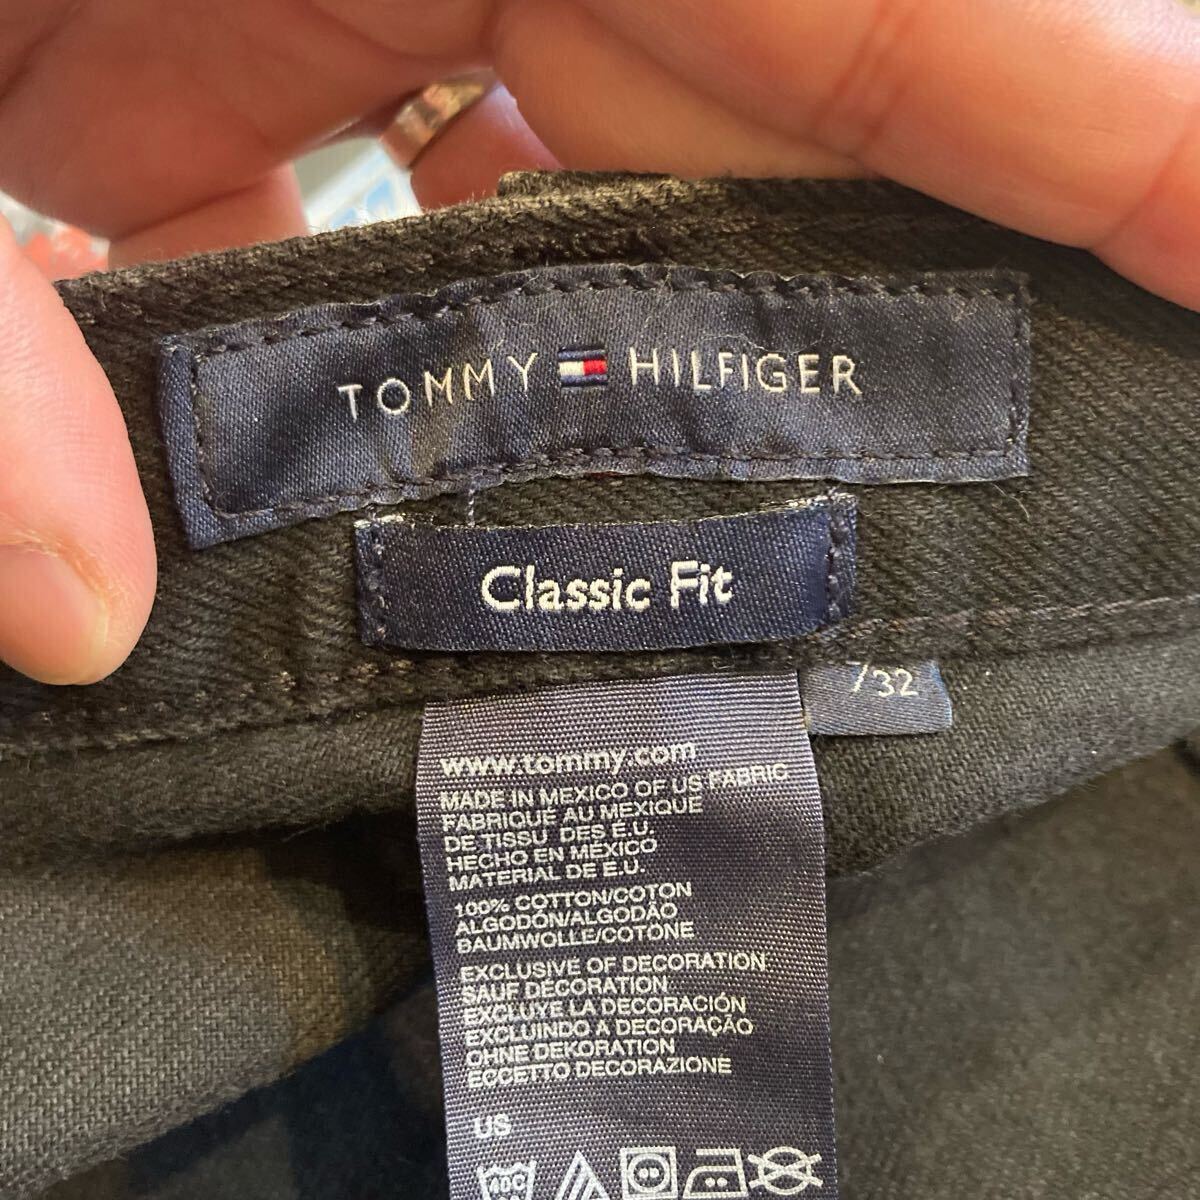 TOMMY HILFIGER
Classic Fit
/32
www.tommy.com
MADE IN MEXICO OF US FABRIC
FABRIQUE AU MEXIQUE
DE TISSU DES E.U.
HECHO EN MÉXICO
MATERIAL DE E.U.
100% COTTON/COTON
ALGODÓN/ALGODÃO
BAUMWOLLE/COTONE
EXCLUSIVE OF DECORATION
SAUF DÉCORATION
EXCLUYE LA DECORACIÓN
EXCLUINDO A DECORAÇÃO
OHNE DEKORATION
ECCETTO DECORAZIONE
US
40C